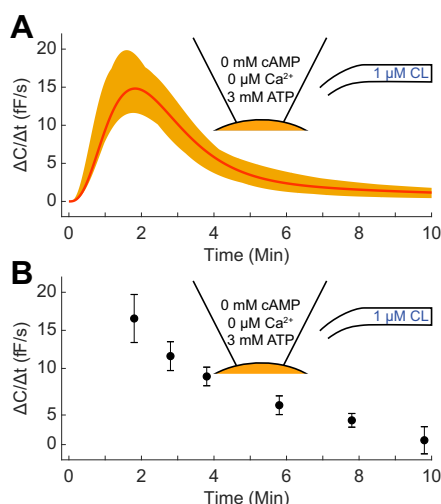 A
ΔC/Δt (fF/s)
20
15
10
5
0
0 mM cAMP
0 µM Ca²⁺
3 mM ATP
1 µM CL
0 2 4 6 8 10
Time (Min)
B
ΔC/Δt (fF/s)
20
15
10
5
0
0 mM cAMP
0 µM Ca²⁺
3 mM ATP
1 µM CL
0 2 4 6 8 10
Time (Min)